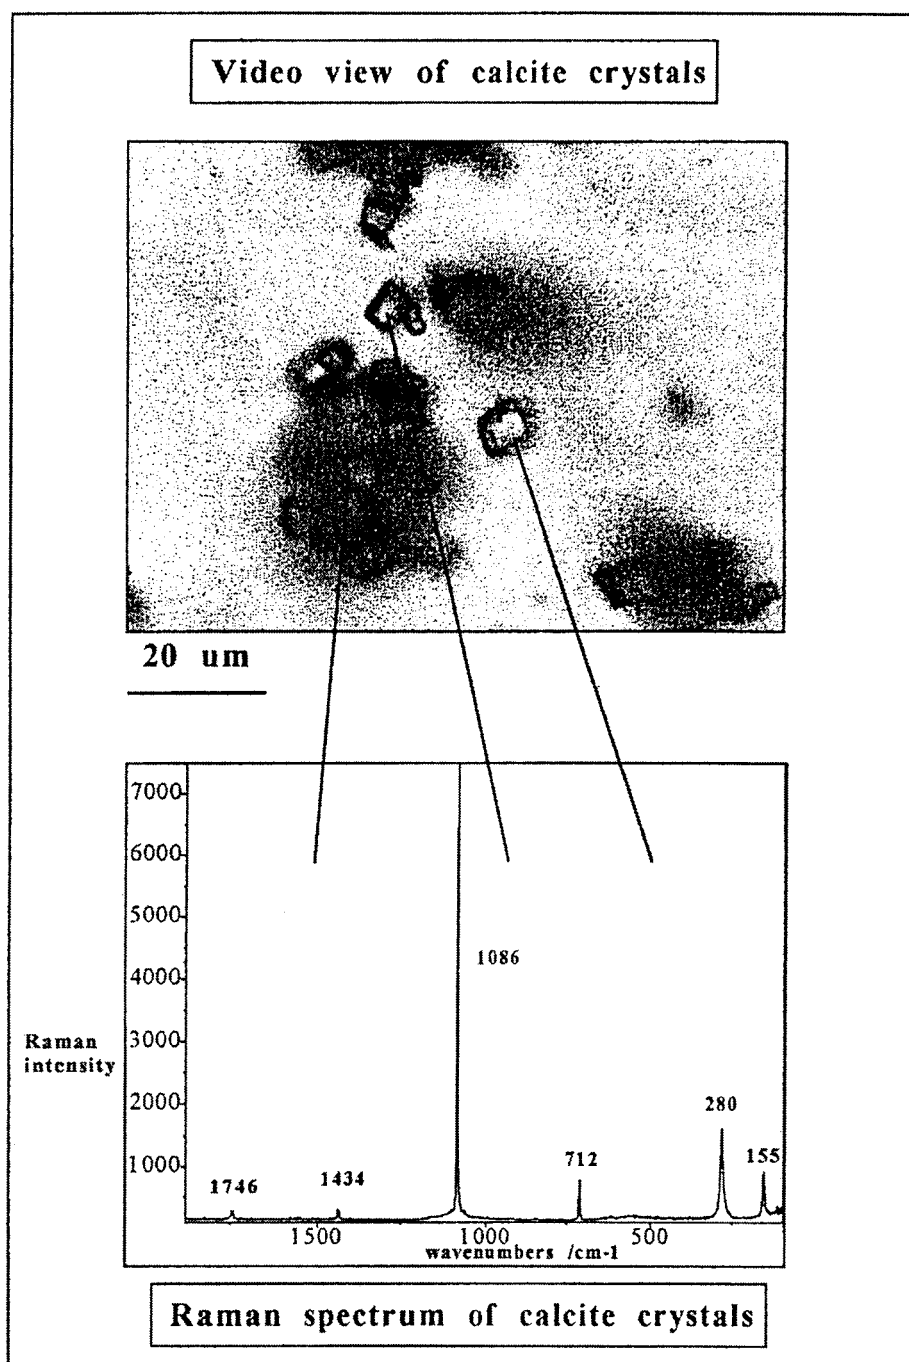 Video view of calcite crystals
20 um
7000
6000
5000
4000
3000
2000
1000
Raman
intensity
1086
280
155
712
1434
1746
1500
1000
500
wavenumbers /cm-1
Raman spectrum of calcite crystals